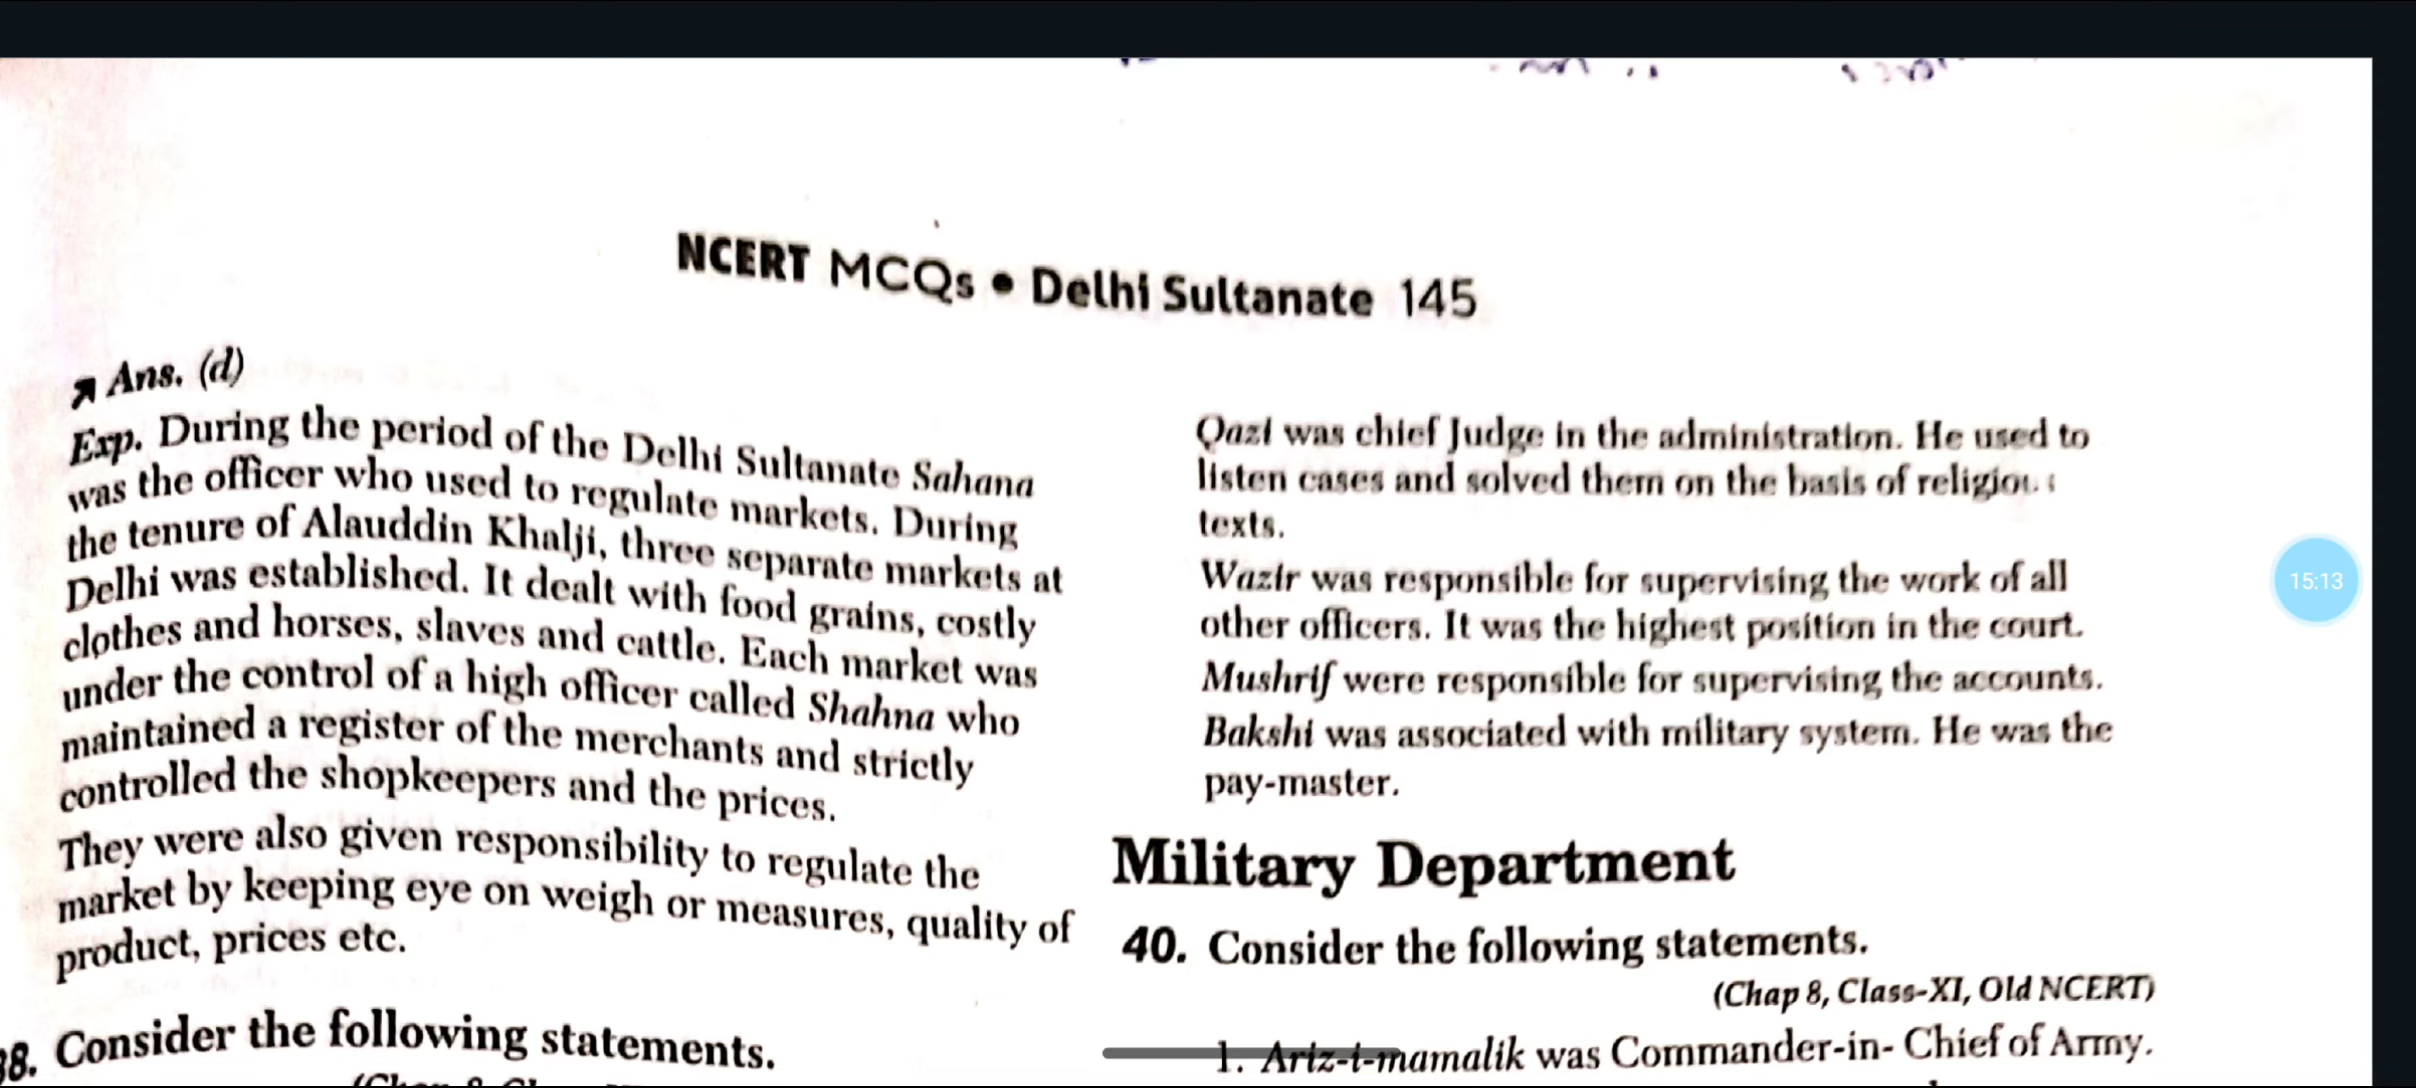 NCERT MCQs • Delhi Sultanate 145
Ans. (d)
Exp. During the period of the Delhi Sultanate Sahana
was the officer who used to regulate markets. During
the tenure of Alauddin Khalji, three separate markets at
Delhi was established. It dealt with food grains, costly
clothes and horses, slaves and cattle. Each market was
under the control of a high officer called Shahna who
maintained a register of the merchants and strictly
controlled the shopkeepers and the prices.
They were also given responsibility to regulate the
market by keeping eye on weigh or measures, quality of
product, prices etc.
38. Consider the following statements.
Qazi was chief Judge in the administration. He used to
listen cases and solved them on the basis of
texts.
Wazir was responsible for supervising the work of all
other officers. It was the highest position in the court.
Mushrif were responsible for supervising the accounts.
Bakshi was associated with military system. He was the
pay-master.
Military Department
40. Consider the following statements.
(Chap 8, Class-XI, Old NCERT)
1. Ariz-i-mamalik was Commander-in- Chief of Army.
15:13